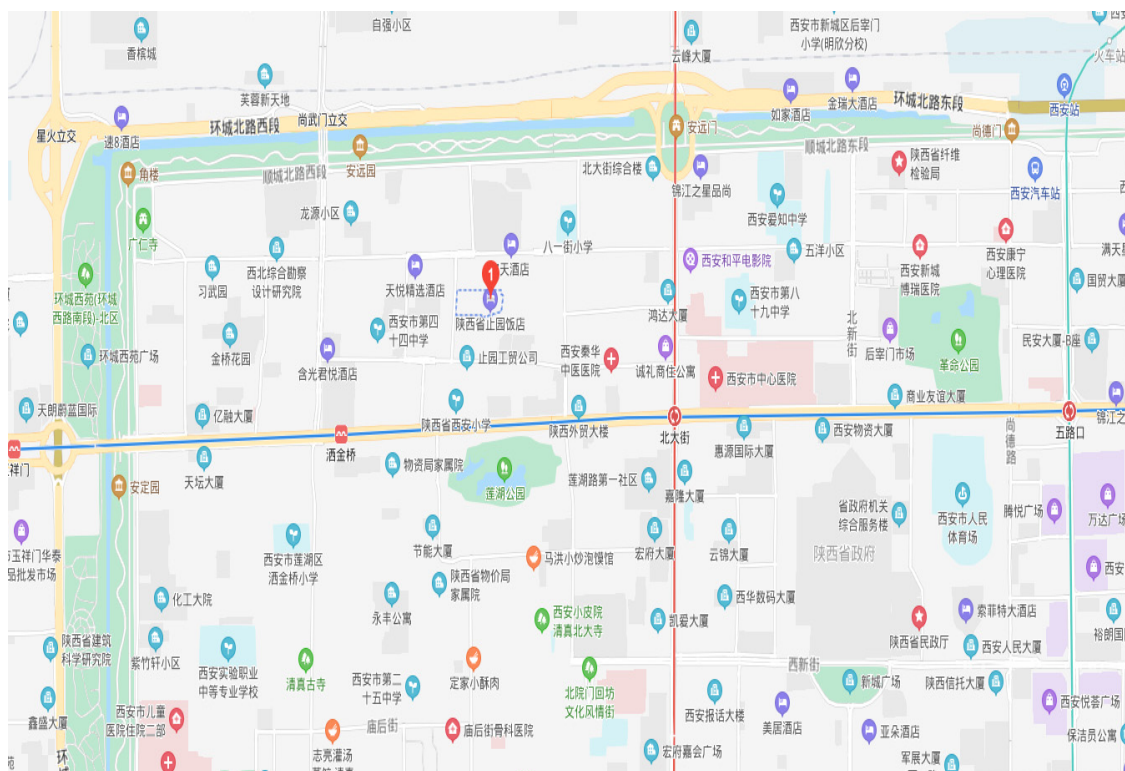 自强小区
西安市新城区后宰门
小学(明欣分校)
香槟城
云峰大厦
火车站
芙蓉新天地
金瑞大酒店
如家酒店
环城北路东段
西安站
星火立交
速8酒店
环城北路西段
尚武门立交
安远门
尚德门
安远园
顺城北路东段
北大街综合楼
陕西省纤维
检验局
角楼
顺城北路西段
锦江之星品尚
西安汽车站
龙源小区
西安爱知中学
广仁寺
八一街小学
五洋小区
西安康宁
心理医院
满天星
西北综合勘察
设计研究院
天酒店
西安和平电影院
西安新城
博瑞医院
习武园
天悦精选酒店
1
国贸大厦
环城西苑(环城
西路南段)-北区
陕西省止园饭店
鸿达大厦
西安市第八
十九中学
北新街
西安市第四
十四中学
金桥花园
后宰门市场
革命公园
民安大厦-B座
环城西苑广场
止园工贸公司
西安秦华
中医医院
诚礼商住公寓
含光君悦酒店
西安市中心医院
商业友谊大厦
天朗蔚蓝国际
亿融大厦
陕西省西安小学
陕西外贸大楼
北大街
惠源国际大厦
西安物资大厦
尚德路
五路口
锦江之
洒金桥
祥门
天坛大厦
物资局家属院
莲湖公园
莲湖路第一社区
嘉隆大厦
安定园
省政府机关
综合服务楼
西安市人民
体育场
腾悦广场
万达广场
玉祥门华泰
品批发市场
西安市莲湖区
洒金桥小学
节能大厦
马洪小炒泡馍馆
宏府大厦
云锦大厦
陕西省政府
西安
陕西省物价局
家属院
化工大院
永丰公寓
西安小皮院
清真北大寺
凯爱大厦
西华数码大厦
索菲特大酒店
裕朗国
陕西省建筑
科学研究院
紫竹轩小区
西安实验职业
中等专业学校
陕西省民政厅
西安人民大厦
西新街
清真古寺
西安市第二
十五中学
定家小酥肉
北院门回坊
文化风情街
新城广场
陕西信托大厦
鑫盛大厦
西安市儿童
医院住院二部
庙后街
庙后街骨科医院
西安报话大楼
美居酒店
亚朵酒店
西安悦荟广场
保洁员公寓
环城
志亮灌汤
宏府嘉会广场
军展大厦